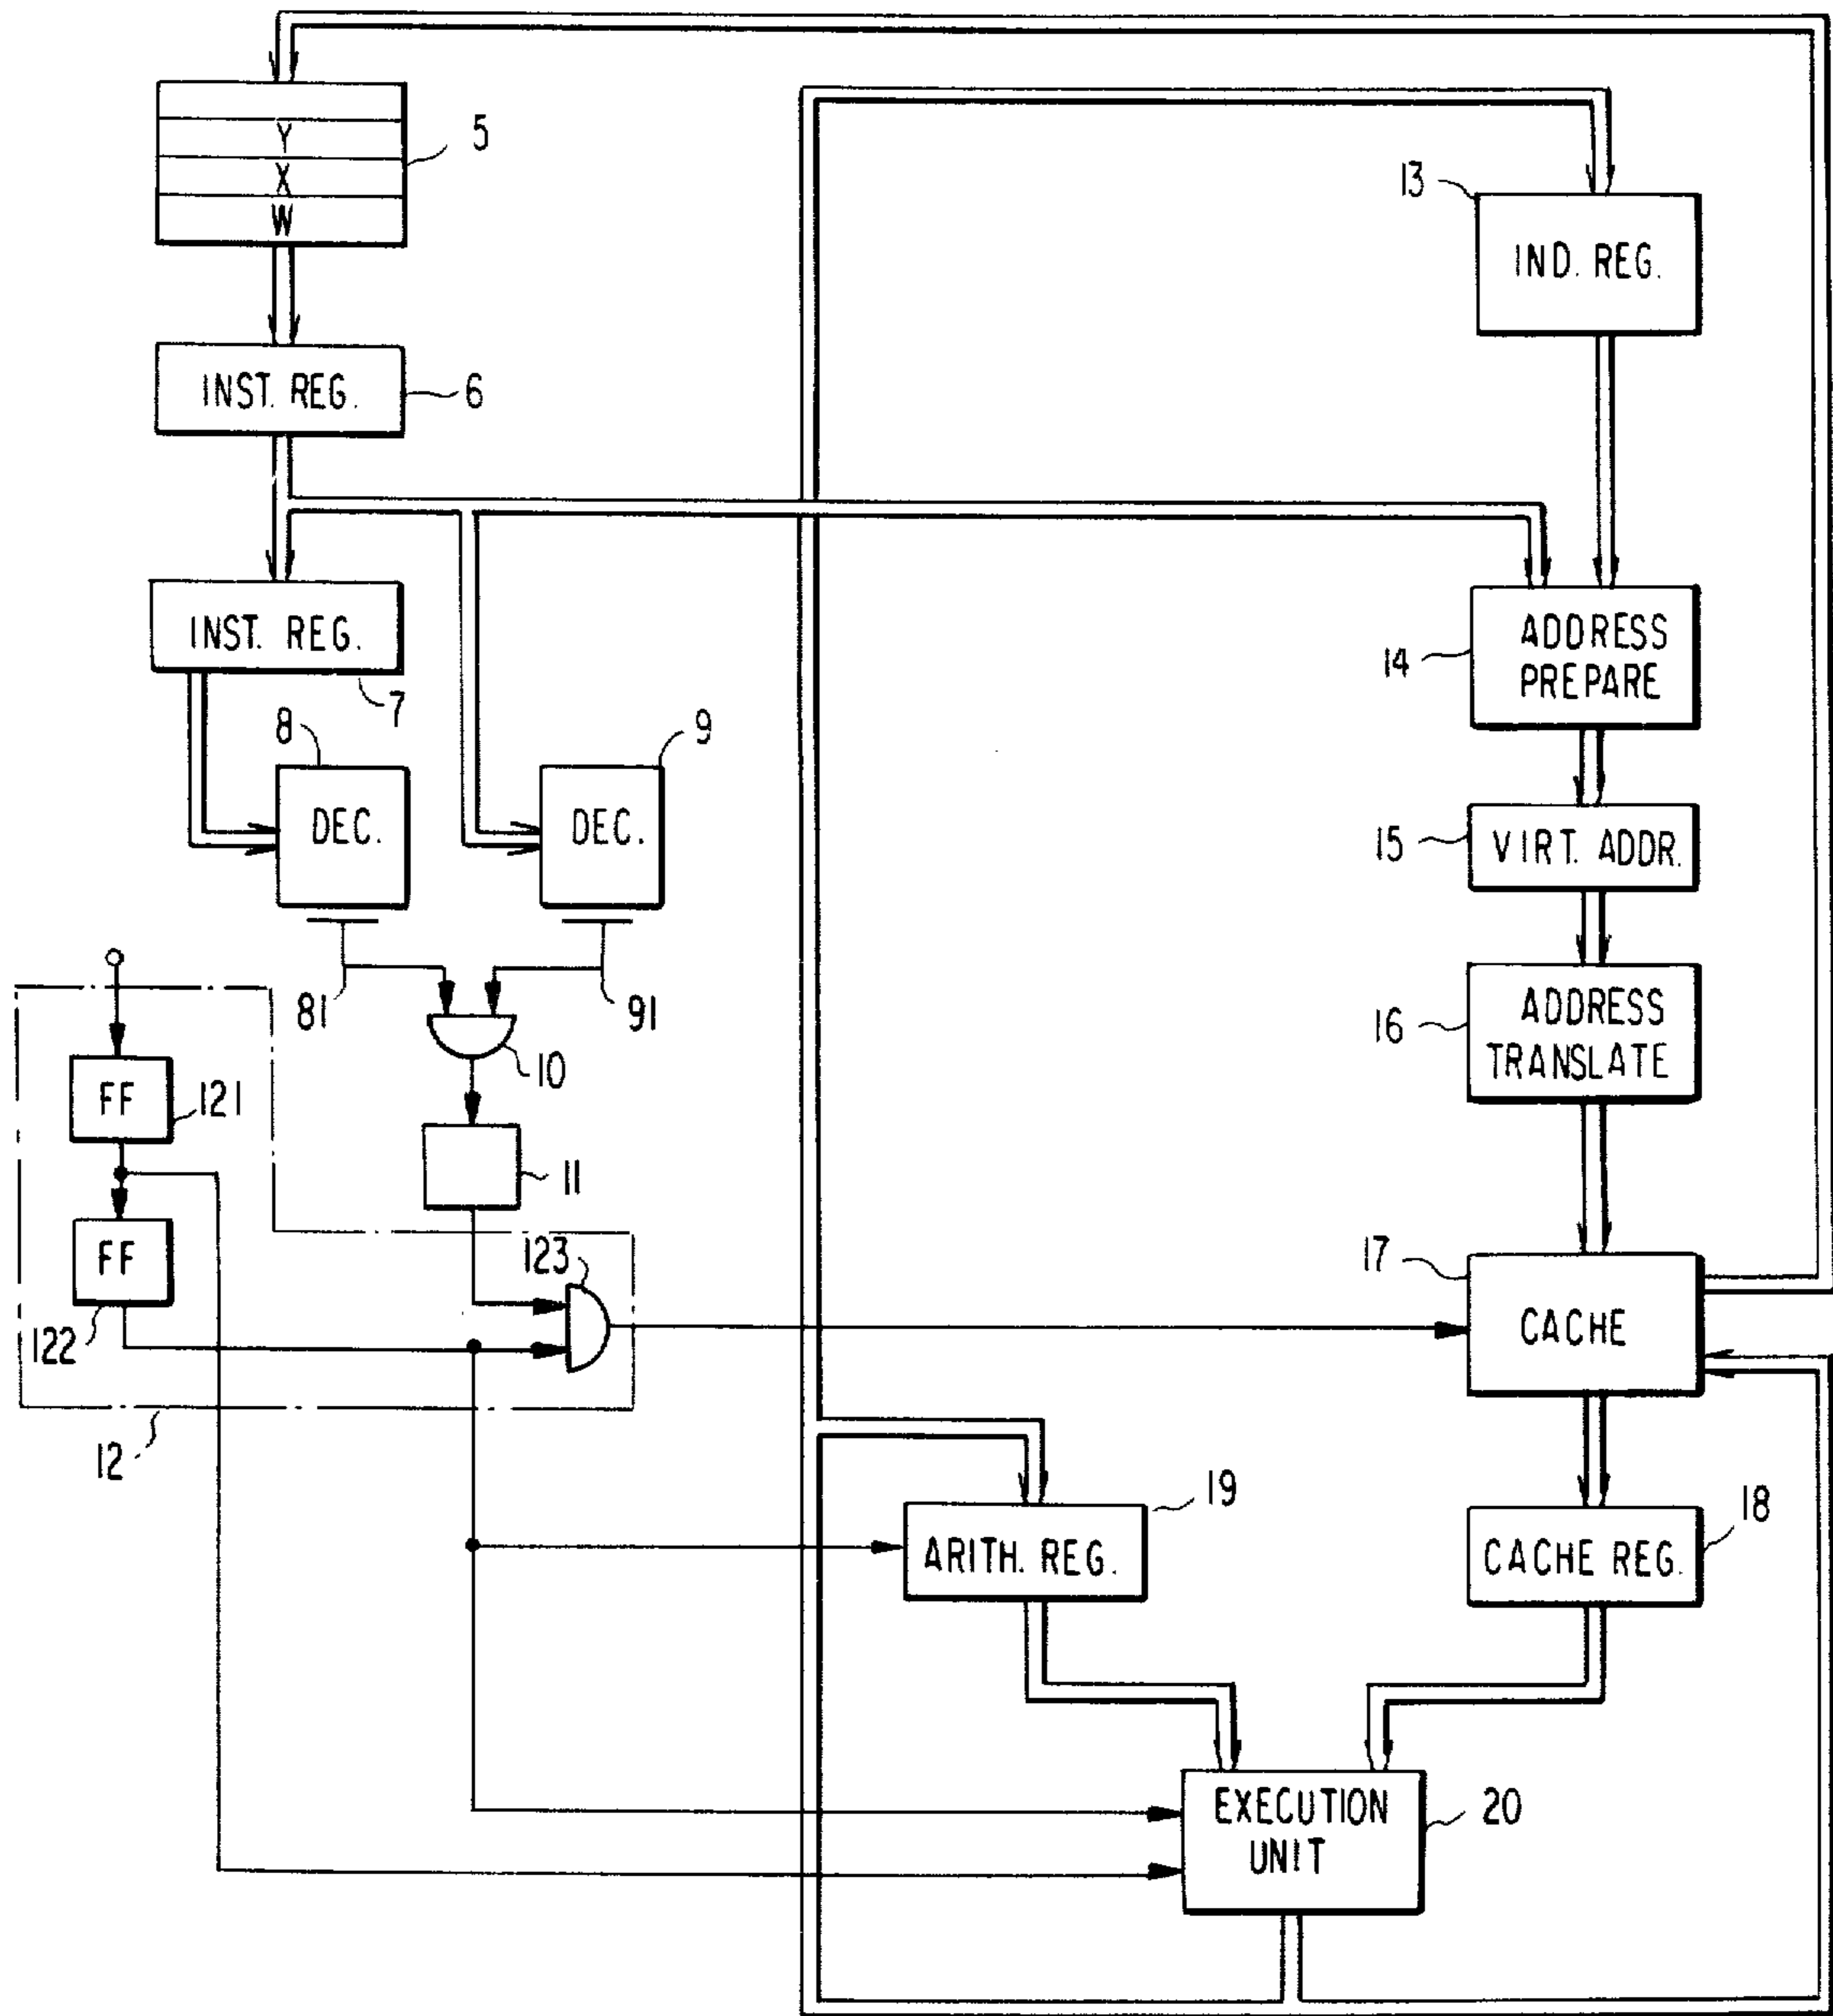 Y
5
X
W
13
IND. REG.
INST. REG.
6
INST. REG.
7
ADDRESS
PREPARE
14
8
9
DEC.
DEC.
15
VIRT. ADDR.
81
91
10
ADDRESS
TRANSLATE
16
FF
121
11
FF
122
123
17
CACHE
12
19
ARITH. REG.
18
CACHE REG.
EXECUTION
UNIT
20